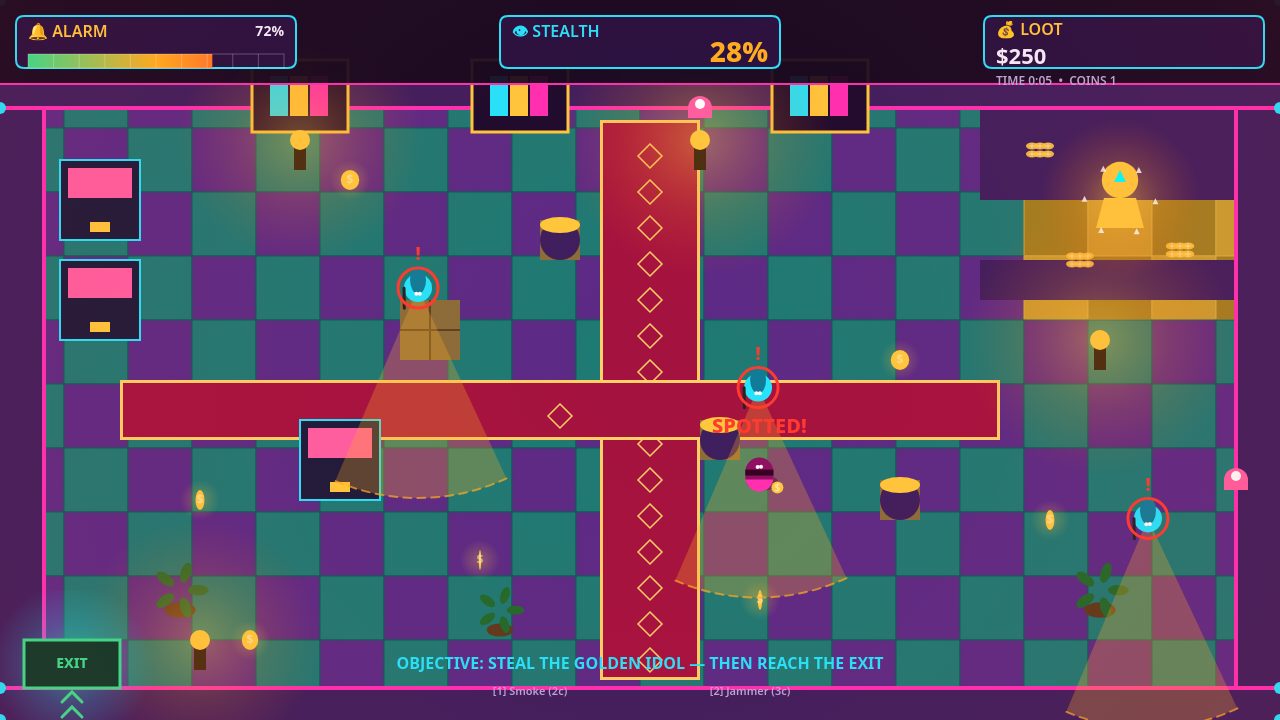 🔔 ALARM
72%
👁 STEALTH
28%
💰 LOOT
$250
TIME 0:05 • COINS 1
!
!
SPOTTED!
!
EXIT
OBJECTIVE: STEAL THE GOLDEN IDOL — THEN REACH THE EXIT
[1] Smoke (2c)
[2] Jammer (3c)